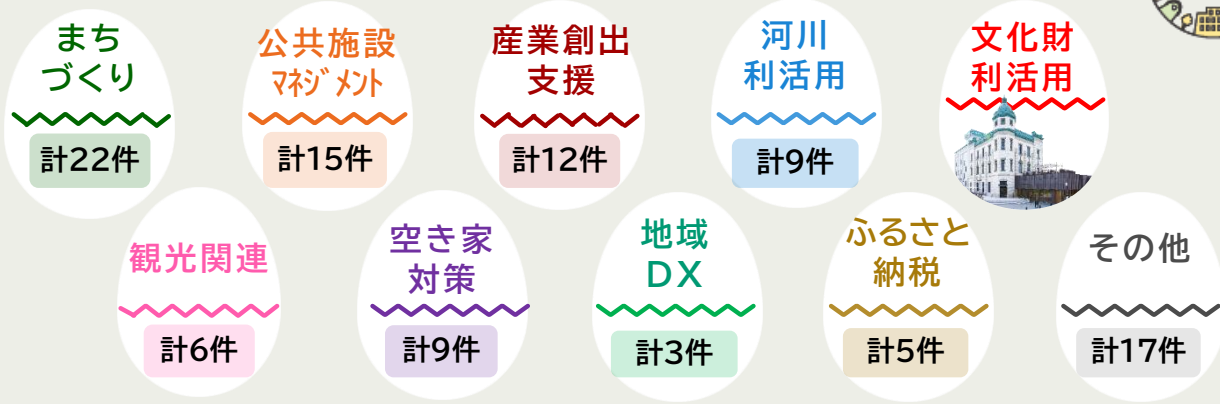 まち
づくり
計22件
公共施設
ﾏﾈｼﾞﾒﾝﾄ
計15件
産業創出
支援
計12件
河川
利活用
計9件
文化財
利活用
観光関連
計6件
空き家
対策
計9件
地域
DX
計3件
ふるさと
納税
計5件
その他
計17件